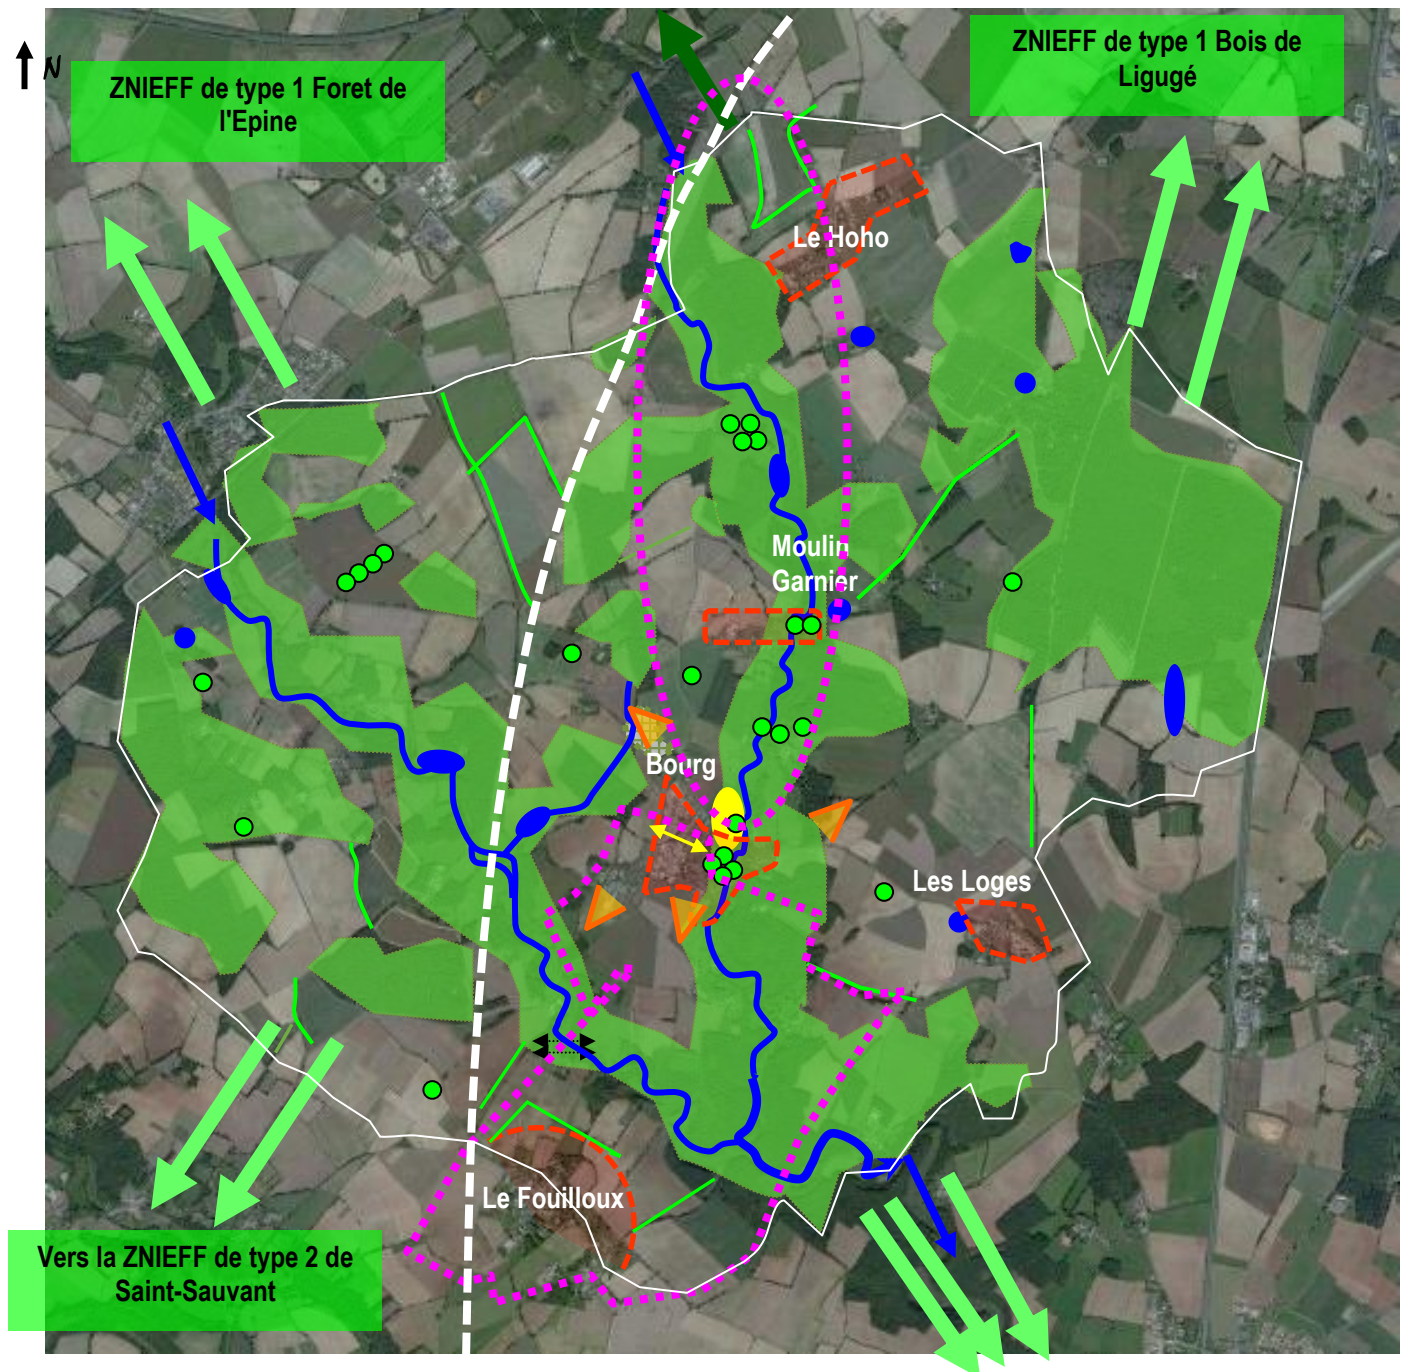 N
ZNIEFF de type 1 Foret de
l'Epine
ZNIEFF de type 1 Bois de
Ligugé
Le Hoho
Moulin
Garnier
Bourg
Les Loges
Le Fouilloux
Vers la ZNIEFF de type 2 de
Saint-Sauvant